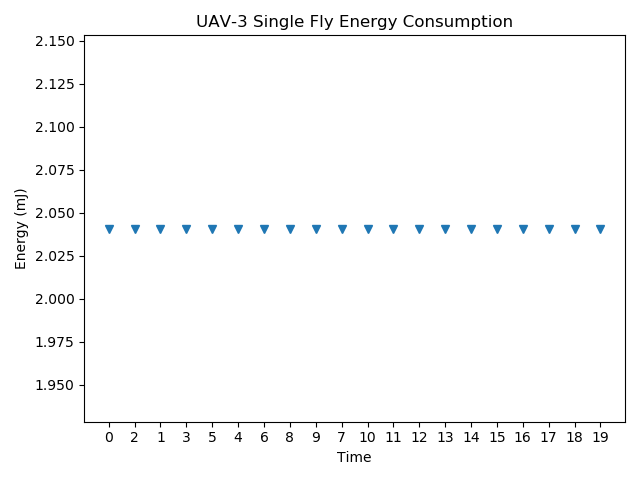 UAV-3 Single Fly Energy Consumption
2.150
2.125
2.100
2.075
2.050
2.025
2.000
1.975
1.950
Energy (mJ)
0 2 1 3 5 4 6 8 9 7 10 11 12 13 14 15 16 17 18 19
Time